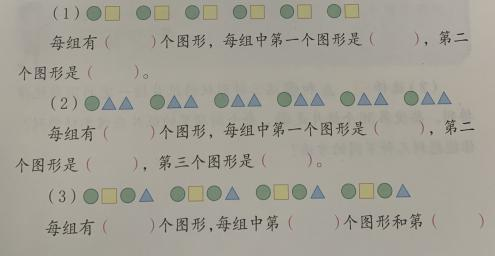 (1)
每组有(  )个图形，每组中第一个图形是(  )，第二
个图形是(  )。
(2)
每组有(  )个图形，每组中第一个图形是(  )，第二
个图形是(  )，第三个图形是(  )。
(3)
每组有(  )个图形，每组中第(  )个图形和第(  )